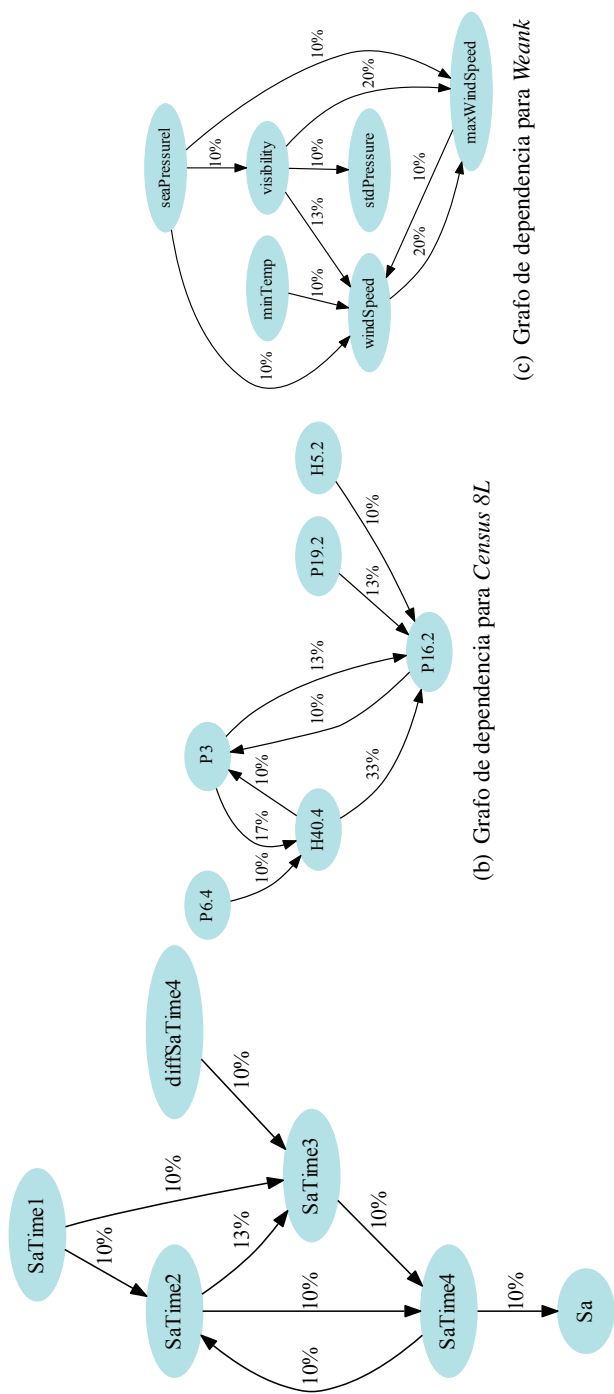 SaTime1
diffSaTime4
10%
10%
10%
SaTime2
13%
SaTime3
10%
10%
10%
SaTime4
10%
Sa
P6.4
P3
10%
17%
10%
13%
10%
H40.4
P19.2
H5.2
33%
13%
10%
P16.2
(b) Grafo de dependencia para Census 8L
seaPressurel
10%
10%
10%
minTemp
visibility
20%
10%
13%
10%
windSpeed
stdPressure
10%
20%
maxWindSpeed
(c) Grafo de dependencia para Weank